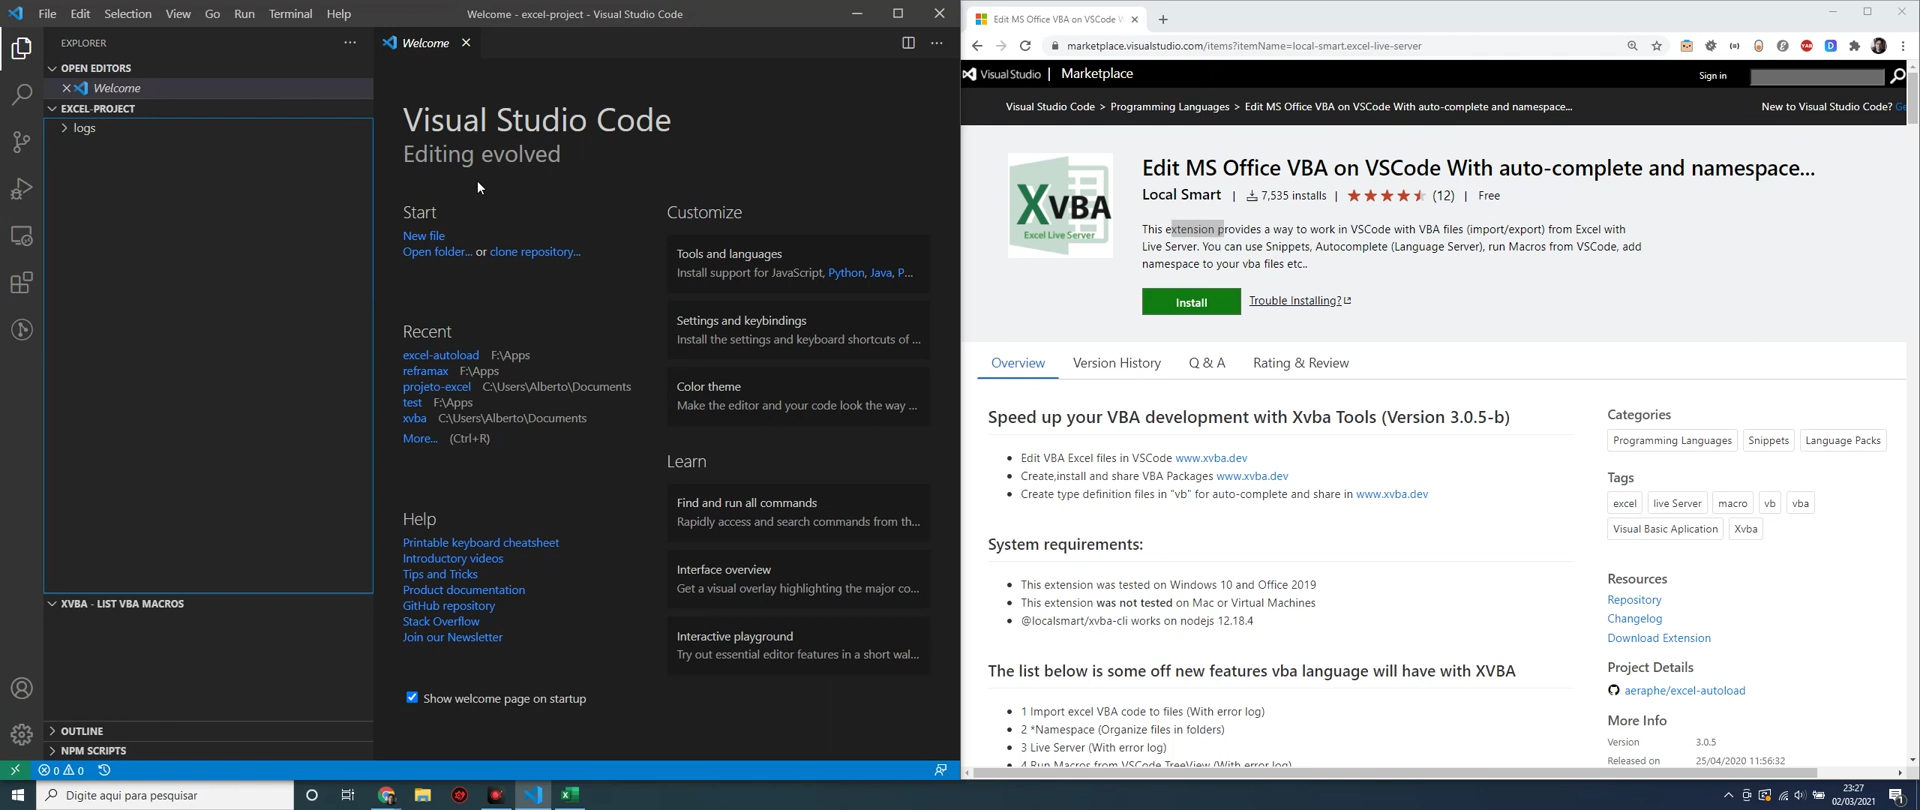 File Edit Selection View Go Run Terminal Help
Welcome - excel-project - Visual Studio Code
EXPLORER
OPEN EDITORS
Welcome
EXCEL-PROJECT
logs
XVBA - LIST VBA MACROS
OUTLINE
NPM SCRIPTS
0 0
Welcome
Visual Studio Code
Editing evolved
Start
New file
Open folder... or clone repository...
Recent
excel-autoload F:\Apps
reframax F:\Apps
projeto-excel C:\Users\Alberto\Documents
test F:\Apps
xvba C:\Users\Alberto\Documents
More... (Ctrl+R)
Help
Printable keyboard cheatsheet
Introductory videos
Tips and Tricks
Product documentation
GitHub repository
Stack Overflow
Join our Newsletter
Show welcome page on startup
Customize
Tools and languages
Install support for JavaScript, Python, Java, P...
Settings and keybindings
Install the settings and keyboard shortcuts of ...
Color theme
Make the editor and your code look the way ...
Learn
Find and run all commands
Rapidly access and search commands from th...
Interface overview
Get a visual overlay highlighting the major co...
Interactive playground
Try out essential editor features in a short wal...
Edit MS Office VBA on VSCode W
marketplace.visualstudio.com/items?itemName=local-smart.excel-live-server
Visual Studio | Marketplace
Sign in
Visual Studio Code > Programming Languages > Edit MS Office VBA on VSCode With auto-complete and namespace...
New to Visual Studio Code? Ge
XVBA
Excel Live Server
Edit MS Office VBA on VSCode With auto-complete and namespace...
Local Smart | 7,535 installs | (12) | Free
This extension provides a way to work in VSCode with VBA files (import/export) from Excel with
Live Server. You can use Snippets, Autocomplete (Language Server), run Macros from VSCode, add
namespace to your vba files etc..
Install
Trouble Installing?
Overview Version History Q & A Rating & Review
Speed up your VBA development with Xvba Tools (Version 3.0.5-b)
Edit VBA Excel files in VSCode www.xvba.dev
Create,install and share VBA Packages www.xvba.dev
Create type definition files in "vb" for auto-complete and share in www.xvba.dev
System requirements:
This extension was tested on Windows 10 and Office 2019
This extension was not tested on Mac or Virtual Machines
@localsmart/xvba-cli works on nodejs 12.18.4
The list below is some off new features vba language will have with XVBA
1 Import excel VBA code to files (With error log)
2 *Namespace (Organize files in folders)
3 Live Server (With error log)
4 Run Macros from VSCode TreeView (With error log)
Categories
Programming Languages Snippets Language Packs
Tags
excel live Server macro vb vba
Visual Basic Aplication Xvba
Resources
Repository
Changelog
Download Extension
Project Details
aeraphe/excel-autoload
More Info
Version 3.0.5
Released on 25/04/2020 11:56:32
Digite aqui para pesquisar
23:27
02/03/2021